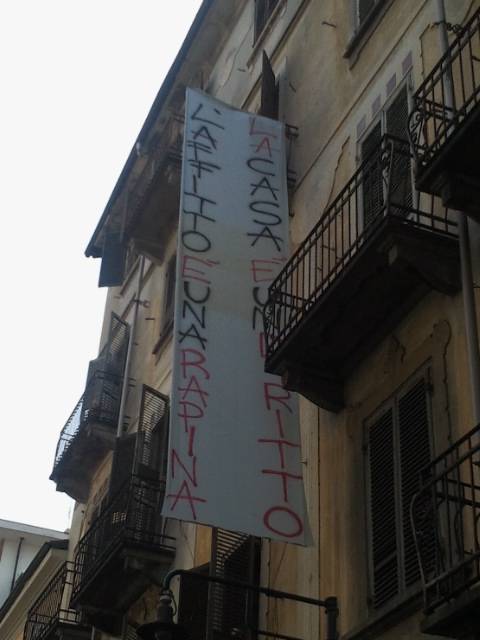 L'AFFITTO È UNA RAPINA
LA CASA È UN DIRITTO